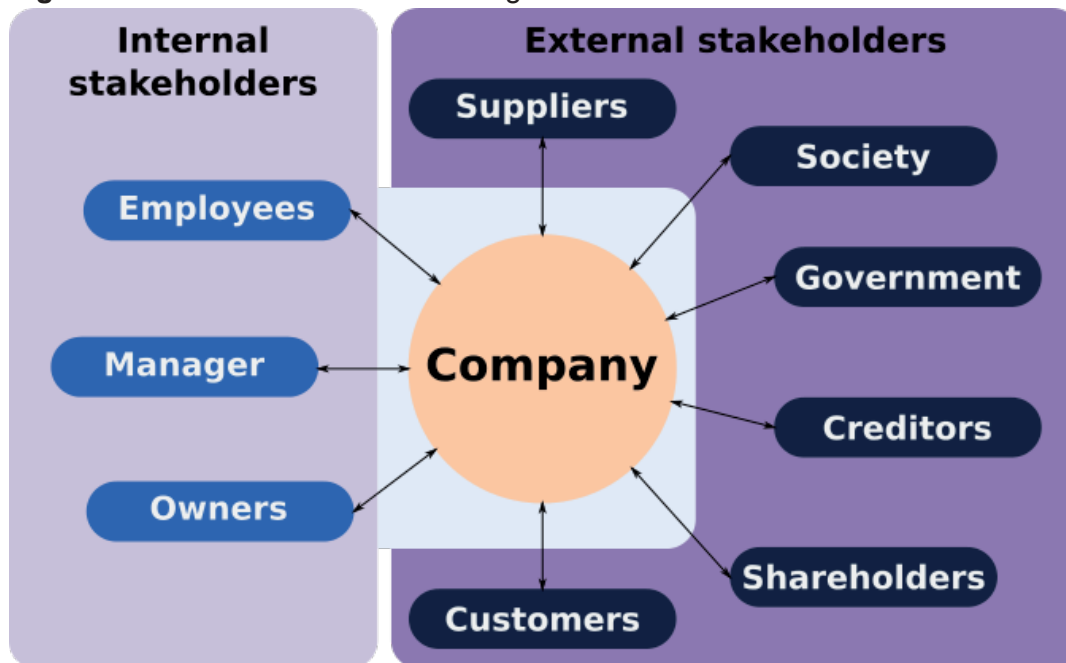 Internal
stakeholders
External stakeholders
Suppliers
Society
Employees
Government
Manager
Company
Creditors
Owners
Shareholders
Customers